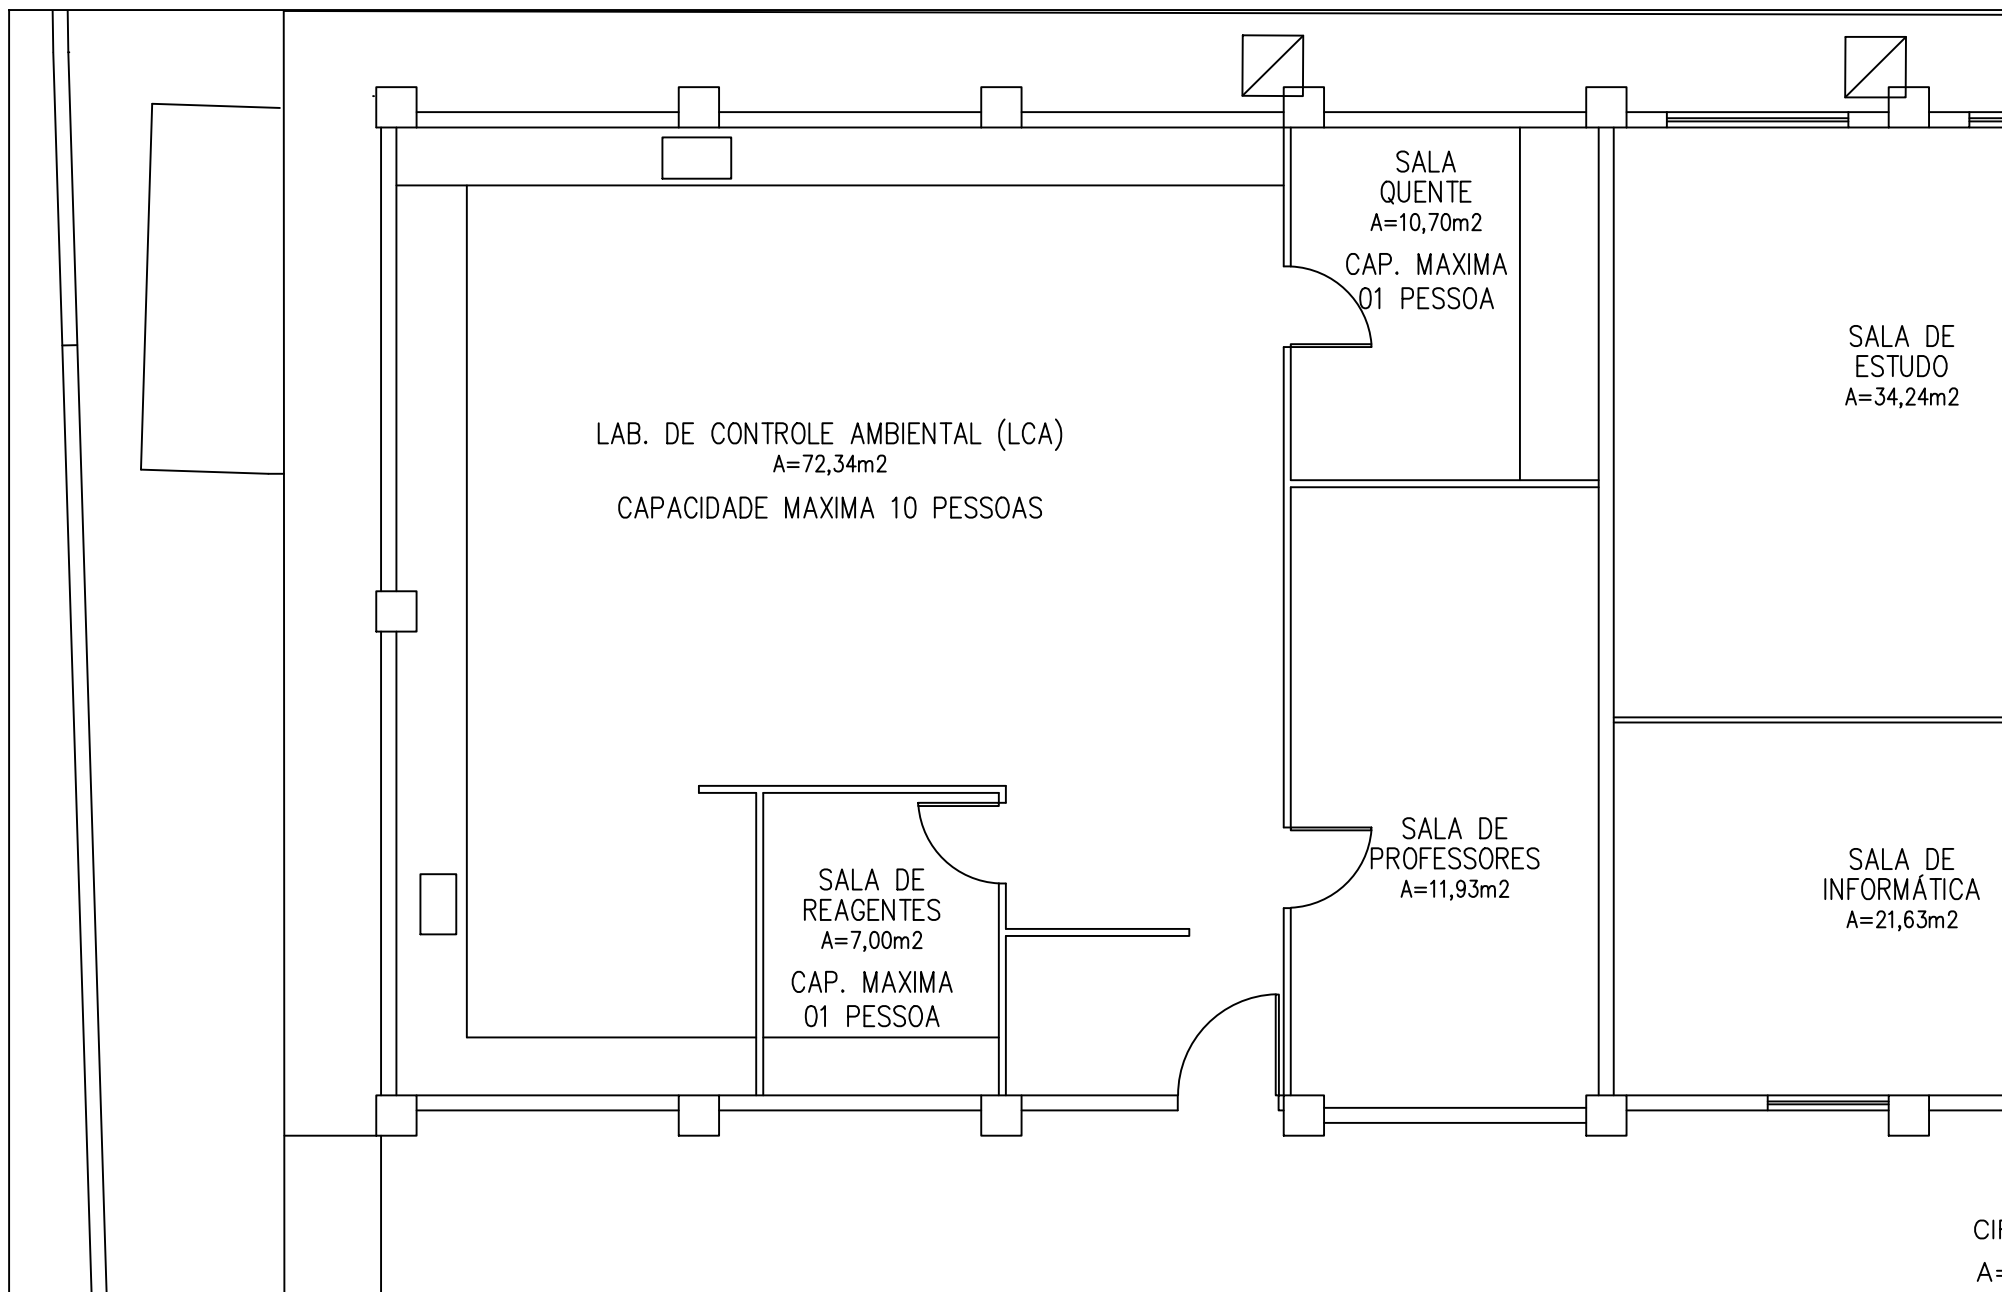 SALA
QUENTE
A=10,70m2
CAP. MAXIMA
01 PESSOA
SALA DE
ESTUDO
A=34,24m2
LAB. DE CONTROLE AMBIENTAL (LCA)
A=72,34m2
CAPACIDADE MAXIMA 10 PESSOAS
SALA DE
PROFESSORES
A=11,93m2
SALA DE
INFORMÁTICA
A=21,63m2
SALA DE
REAGENTES
A=7,00m2
CAP. MAXIMA
01 PESSOA
A=